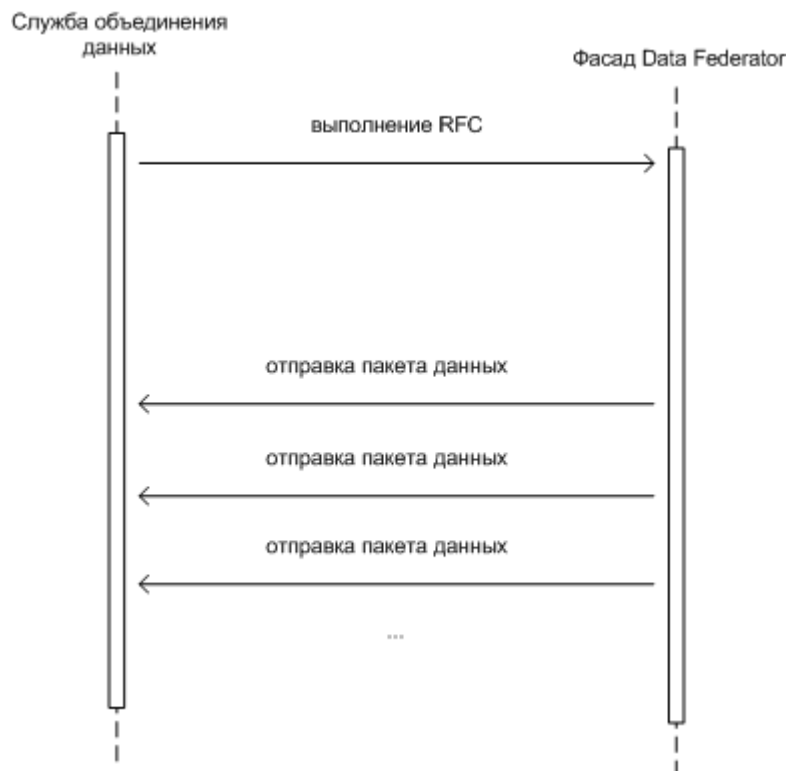 Служба объединения
данных
Фасад Data Federator
выполнение RFC
отправка пакета данных
отправка пакета данных
отправка пакета данных
...